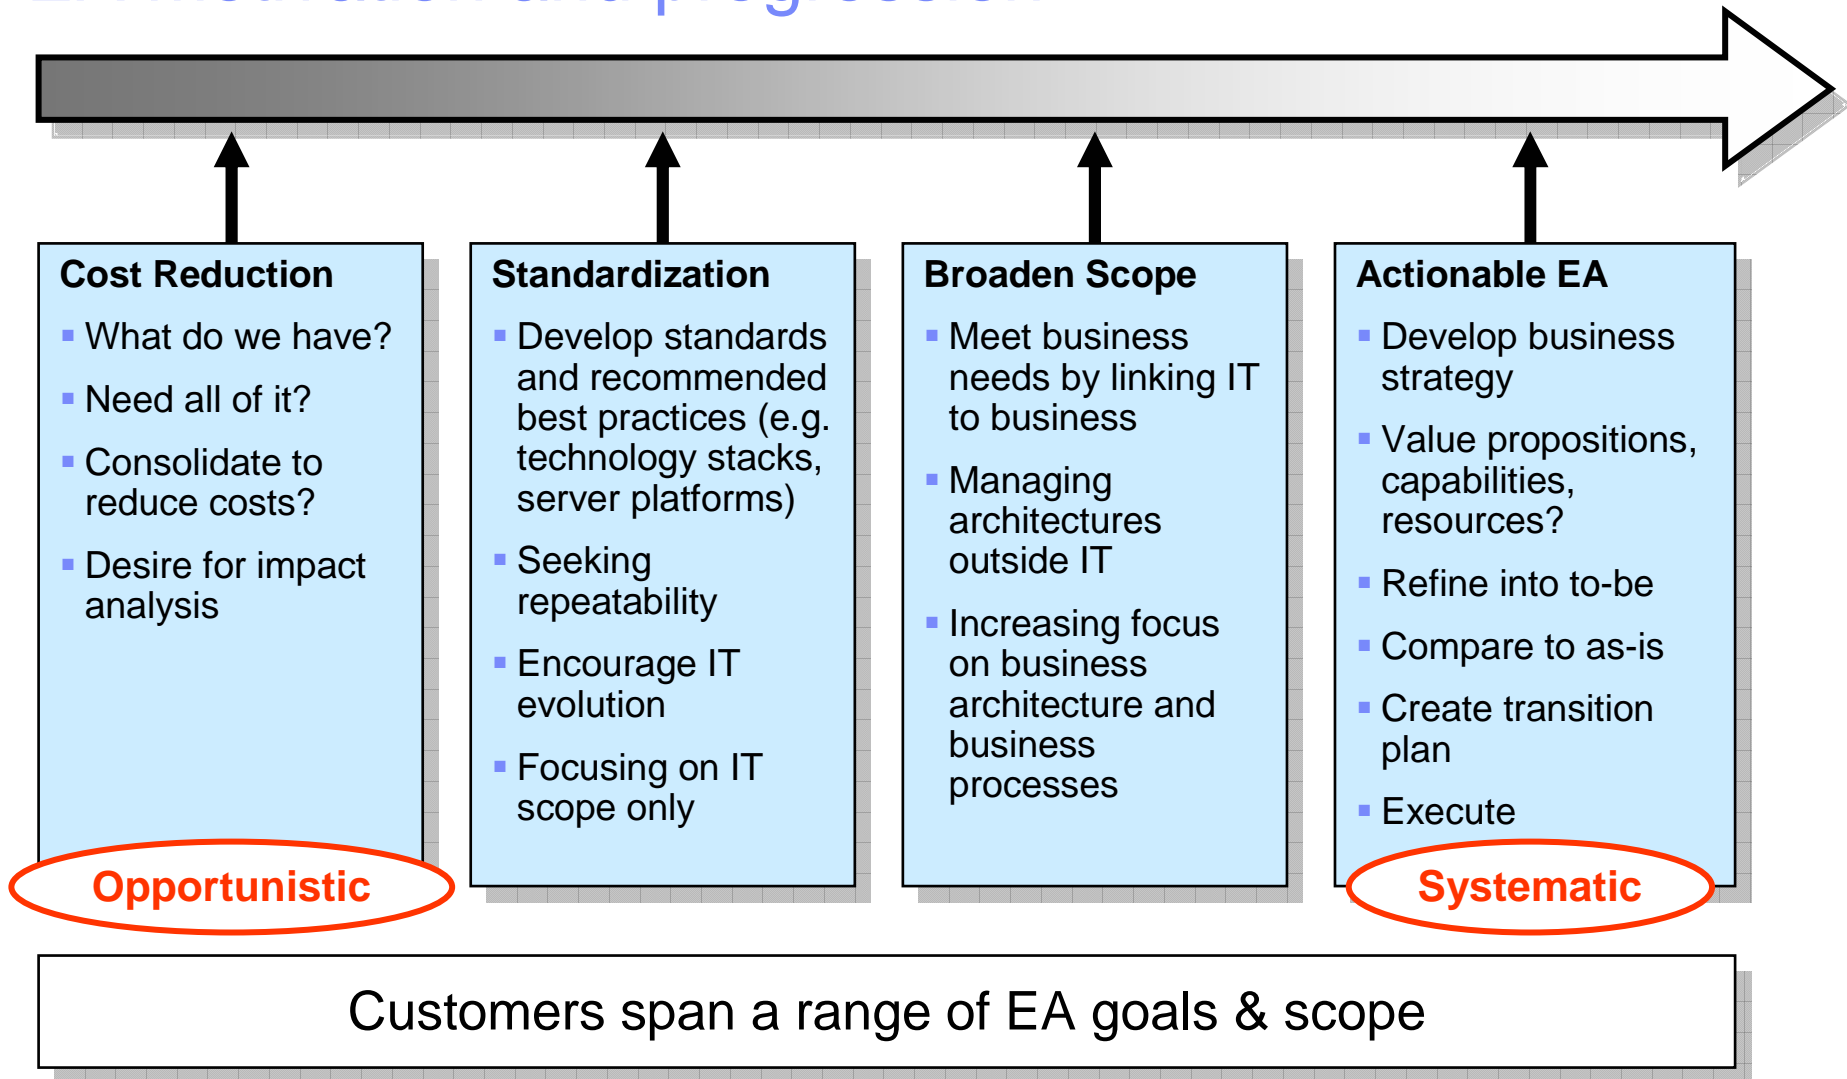 EA motivation and progression
Cost Reduction
What do we have?
Need all of it?
Consolidate to
reduce costs?
Desire for impact
analysis
Opportunistic
Standardization
Develop standards
and recommended
best practices (e.g.
technology stacks,
server platforms)
Seeking
repeatability
Encourage IT
evolution
Focusing on IT
scope only
Broaden Scope
Meet business
needs by linking IT
to business
Managing
architectures
outside IT
Increasing focus
on business
architecture and
business
processes
Actionable EA
Develop business
strategy
Value propositions,
capabilities,
resources?
Refine into to-be
Compare to as-is
Create transition
plan
Execute
Systematic
Customers span a range of EA goals & scope